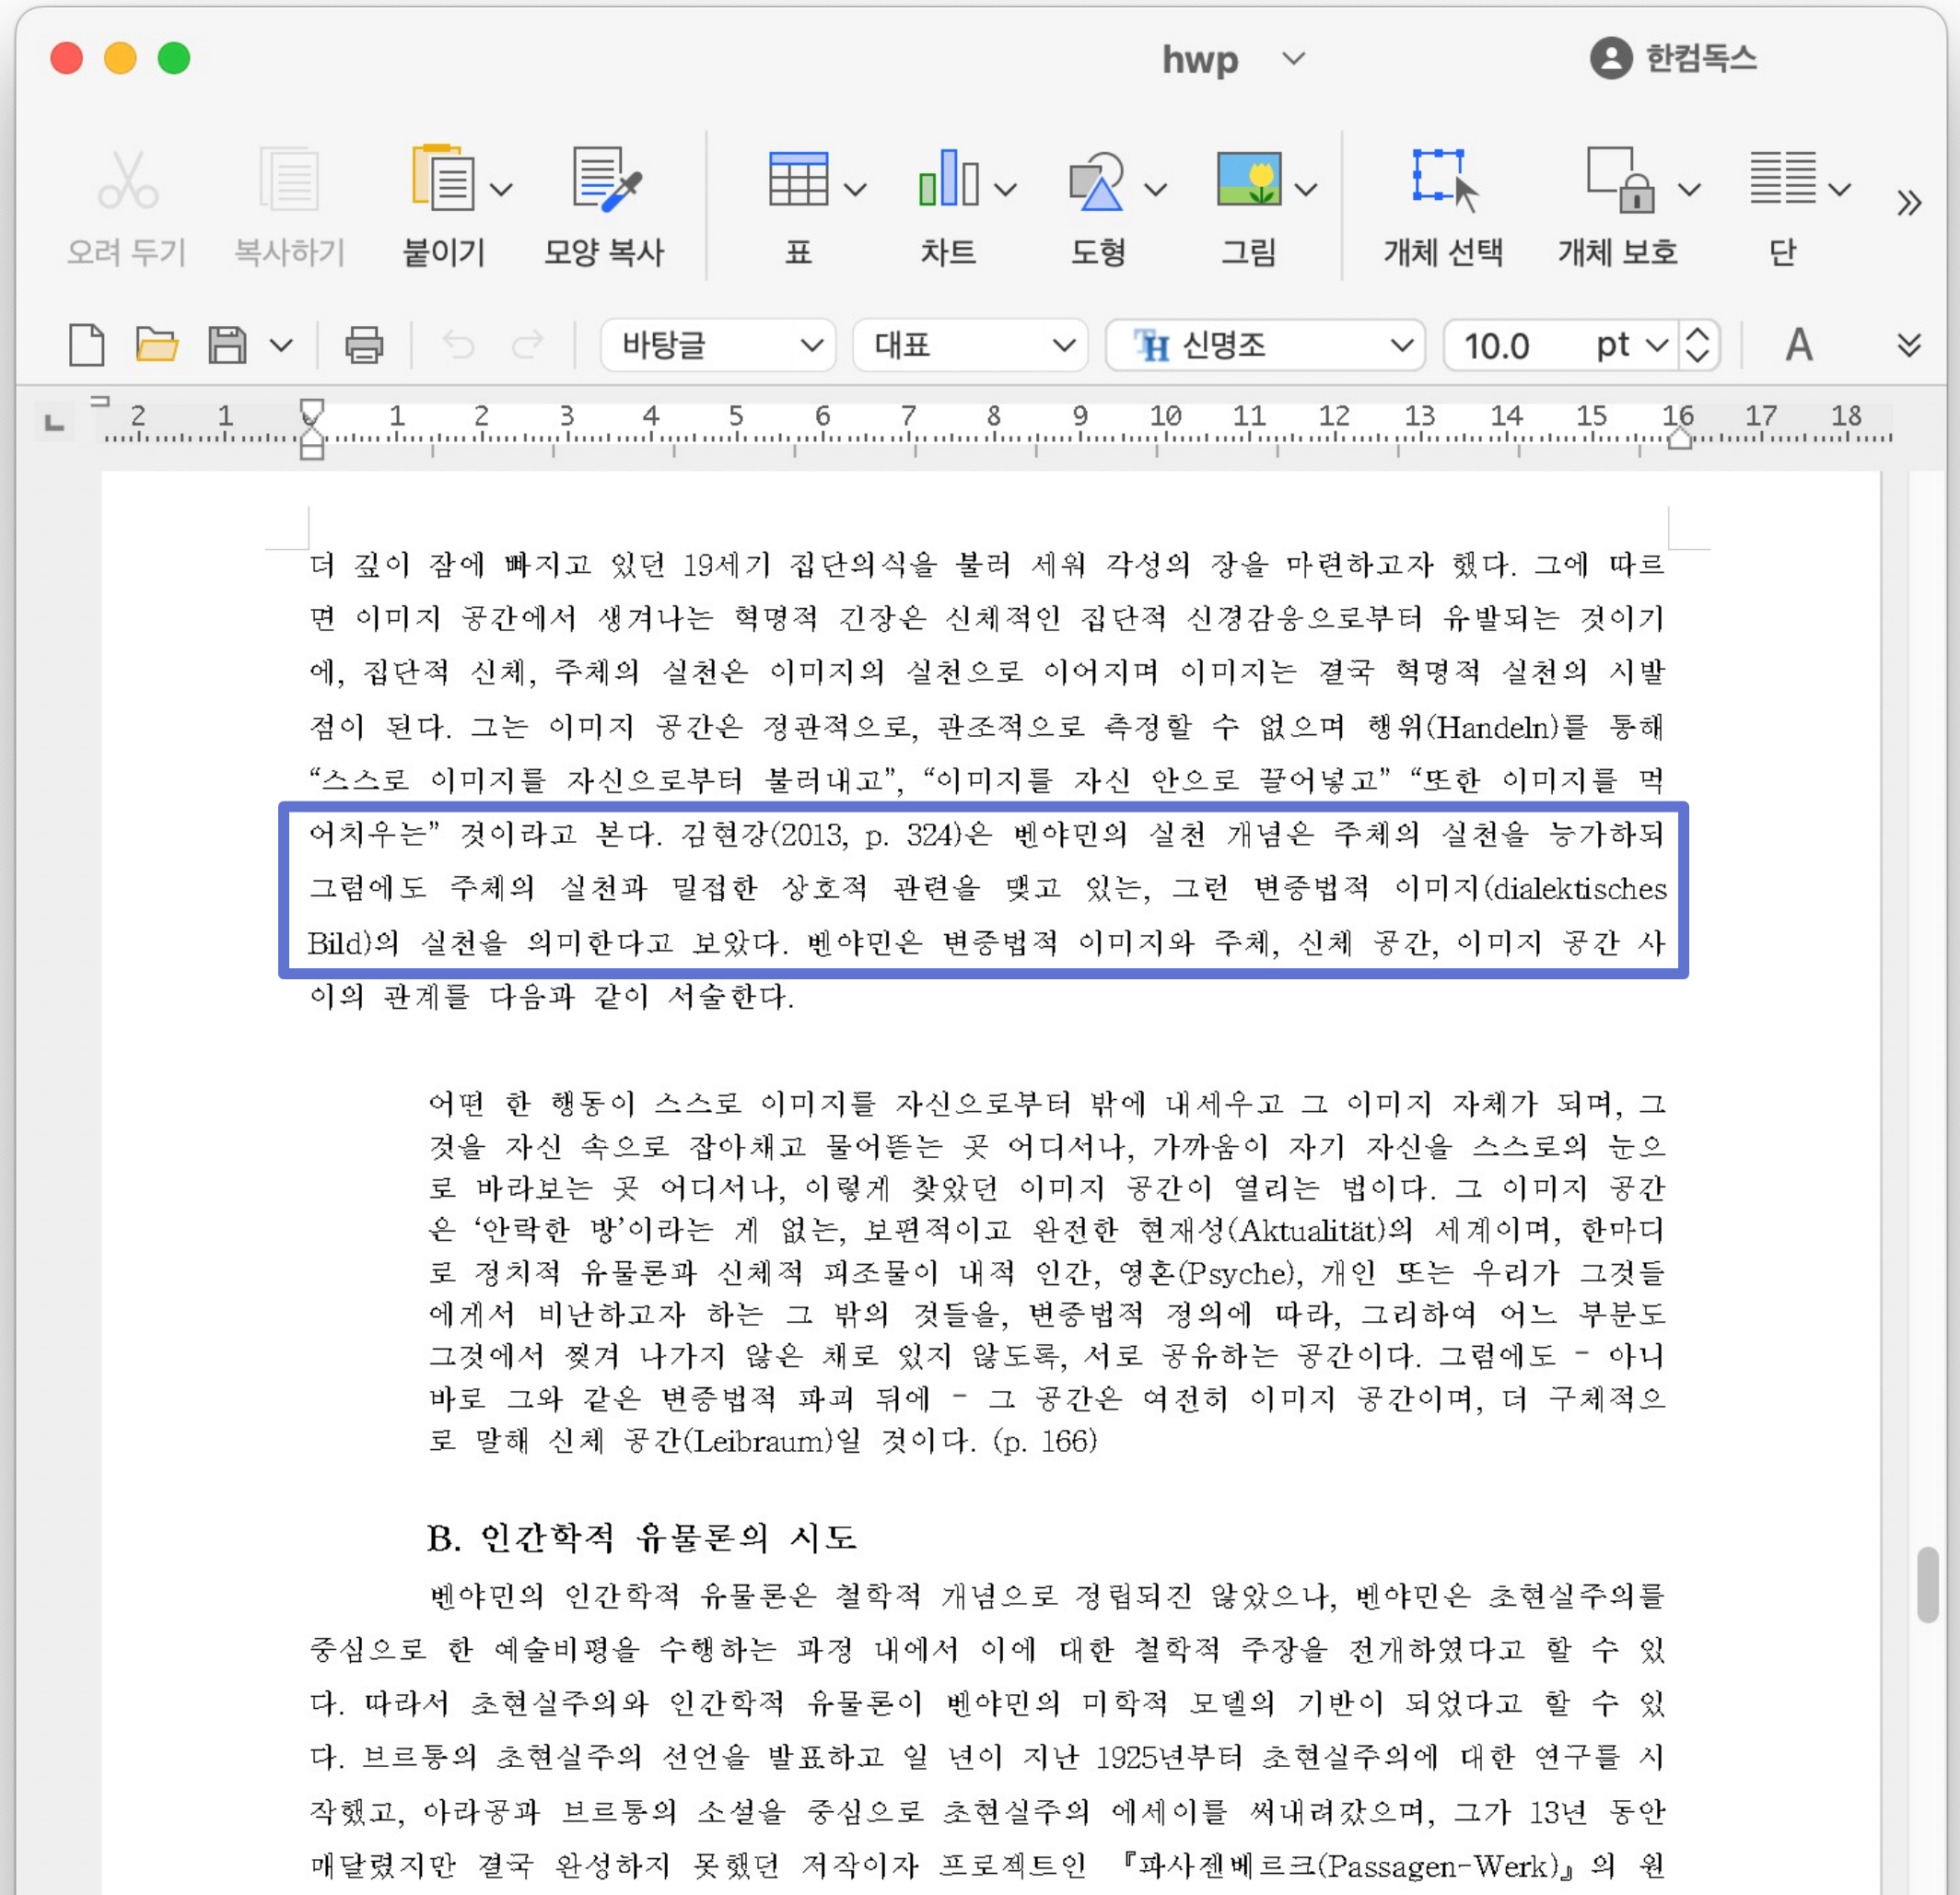 hwp
한컴독스
오려 두기 복사하기 붙이기 모양 복사 표 차트 도형 그림 개체 선택 개체 보호 단
바탕글 대표 신명조 10.0 pt A
2 1 1 2 3 4 5 6 7 8 9 10 11 12 13 14 15 16 17 18
더 깊이 잠에 빠지고 있던 19세기 집단의식을 불러 세워 각성의 장을 마련하고자 했다. 그에 따르
면 이미지 공간에서 생겨나는 혁명적 긴장은 신체적인 집단적 신경감응으로부터 유발되는 것이기
에, 집단적 신체, 주체의 실천은 이미지의 실천으로 이어지며 이미지는 결국 혁명적 실천의 시발
점이 된다. 그는 이미지 공간은 정관적으로, 관조적으로 측정할 수 없으며 행위(Handeln)를 통해
“스스로 이미지를 자신으로부터 불러내고”, “이미지를 자신 안으로 끌어넣고” “또한 이미지를 먹
어치우는” 것이라고 본다. 김현강(2013, p. 324)은 벤야민의 실천 개념은 주체의 실천을 능가하되
그럼에도 주체의 실천과 밀접한 상호적 관련을 맺고 있는, 그런 변증법적 이미지(dialektisches
Bild)의 실천을 의미한다고 보았다. 벤야민은 변증법적 이미지와 주체, 신체 공간, 이미지 공간 사
이의 관계를 다음과 같이 서술한다.
어떤 한 행동이 스스로 이미지를 자신으로부터 밖에 내세우고 그 이미지 자체가 되며, 그
것을 자신 속으로 잡아채고 물어뜯는 곳 어디서나, 가까움이 자기 자신을 스스로의 눈으
로 바라보는 곳 어디서나, 이렇게 찾았던 이미지 공간이 열리는 법이다. 그 이미지 공간
은 ‘안락한 방’이라는 게 없는, 보편적이고 완전한 현재성(Aktualität)의 세계이며, 한마디
로 정치적 유물론과 신체적 피조물이 내적 인간, 영혼(Psyche), 개인 또는 우리가 그것들
에게서 비난하고자 하는 그 밖의 것들을, 변증법적 정의에 따라, 그리하여 어느 부분도
그것에서 찢겨 나가지 않은 채로 있지 않도록, 서로 공유하는 공간이다. 그럼에도 - 아니
바로 그와 같은 변증법적 파괴 뒤에 - 그 공간은 여전히 이미지 공간이며, 더 구체적으
로 말해 신체 공간(Leibraum)일 것이다. (p. 166)
B. 인간학적 유물론의 시도
벤야민의 인간학적 유물론은 철학적 개념으로 정립되진 않았으나, 벤야민은 초현실주의를
중심으로 한 예술비평을 수행하는 과정 내에서 이에 대한 철학적 주장을 전개하였다고 할 수 있
다. 따라서 초현실주의와 인간학적 유물론이 벤야민의 미학적 모델의 기반이 되었다고 할 수 있
다. 브르통의 초현실주의 선언을 발표하고 일 년이 지난 1925년부터 초현실주의에 대한 연구를 시
작했고, 아라공과 브르통의 소설을 중심으로 초현실주의 에세이를 써내려갔으며, 그가 13년 동안
매달렸지만 결국 완성하지 못했던 저작이자 프로젝트인 『파사젠베르크(Passagen-Werk)』의 원